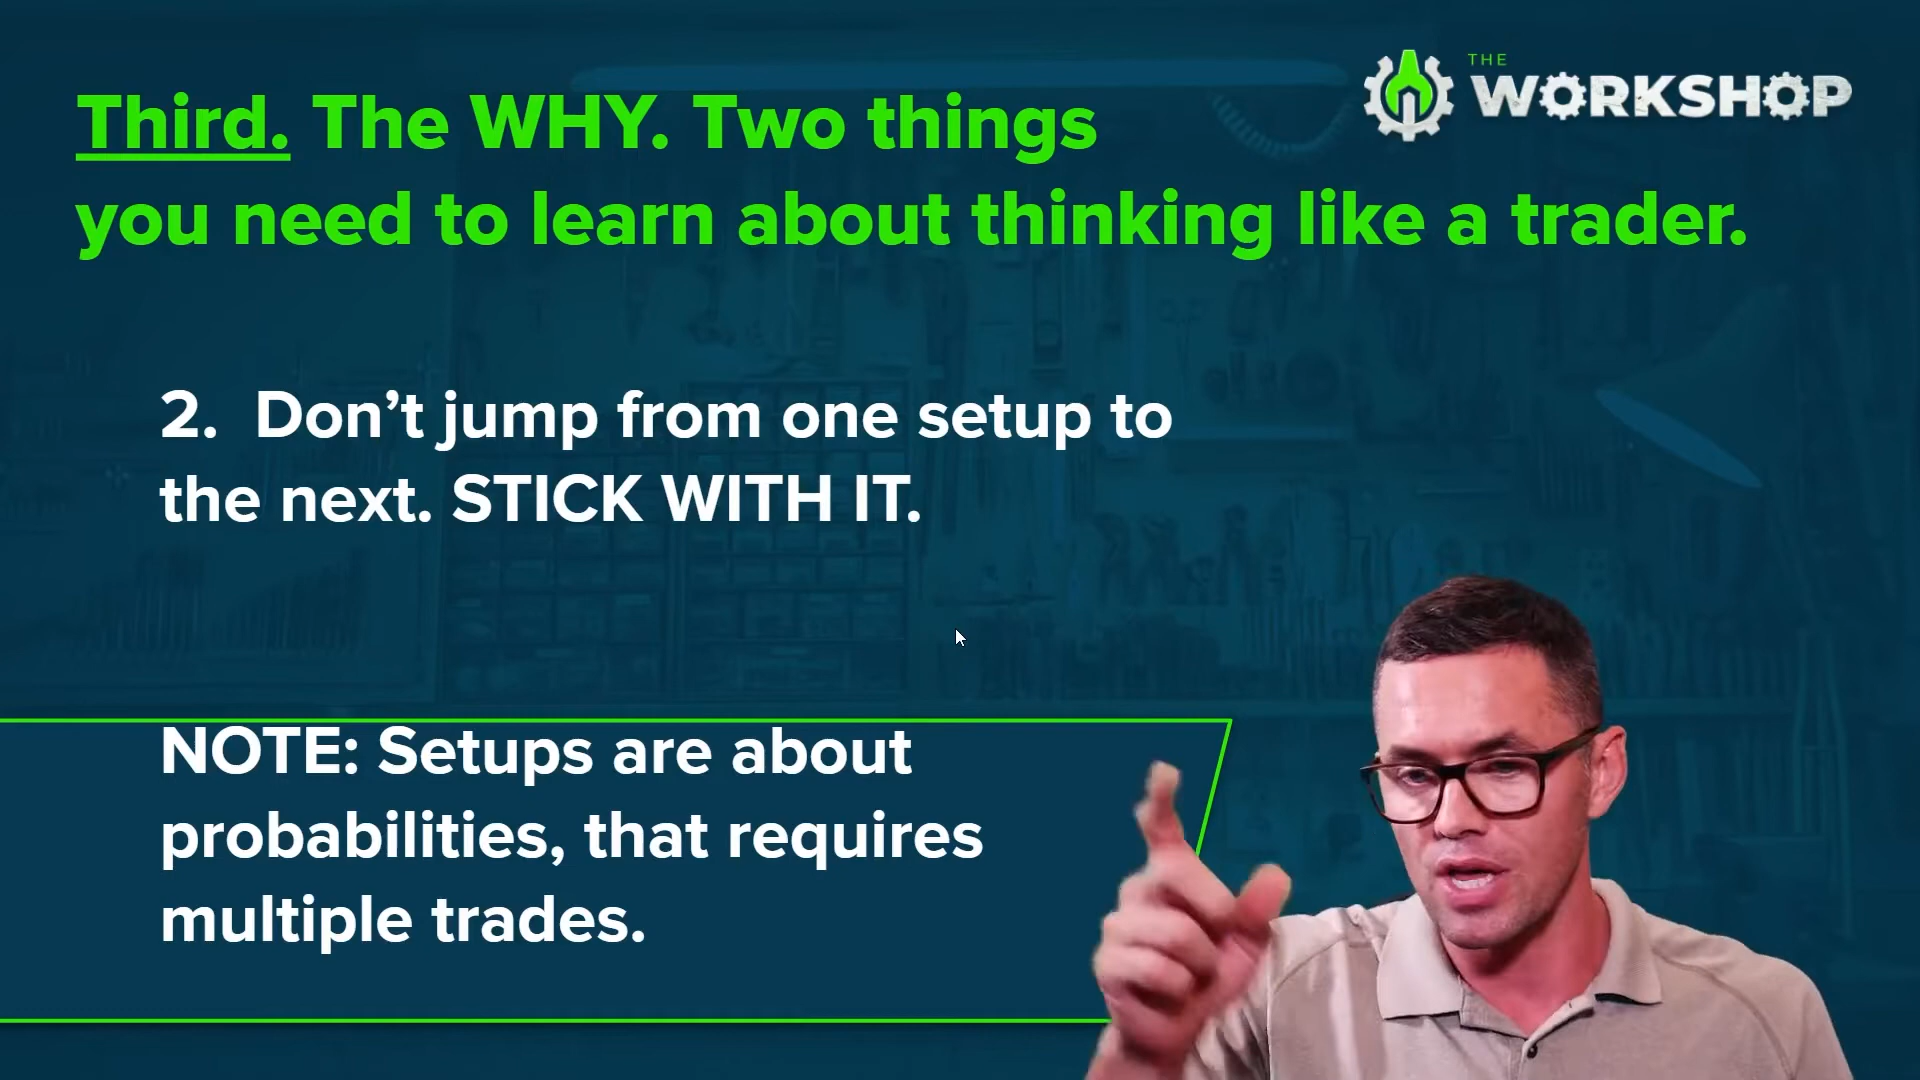 THE
WORKSHOP
Third. The WHY. Two things
you need to learn about thinking like a trader.
2. Don’t jump from one setup to
the next. STICK WITH IT.
NOTE: Setups are about
probabilities, that requires
multiple trades.